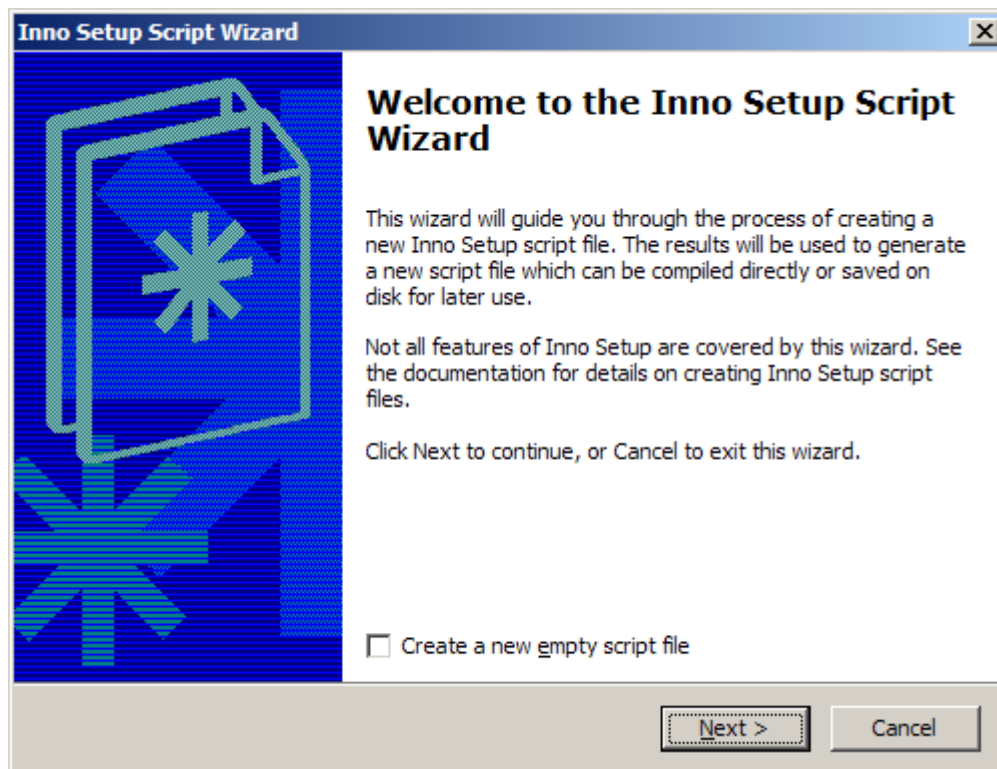 Inno Setup Script Wizard
Welcome to the Inno Setup Script
Wizard
This wizard will guide you through the process of creating a
new Inno Setup script file. The results will be used to generate
a new script file which can be compiled directly or saved on
disk for later use.
Not all features of Inno Setup are covered by this wizard. See
the documentation for details on creating Inno Setup script
files.
Click Next to continue, or Cancel to exit this wizard.
Create a new empty script file
Next >
Cancel